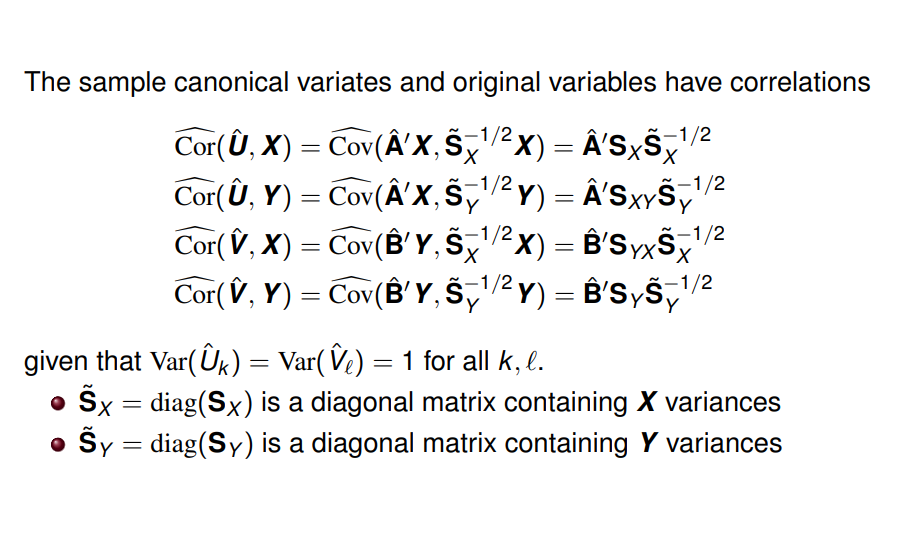 The sample canonical variates and original variables have correlations
$\widehat{\mathrm{Cor}}(\hat{\boldsymbol{U}}, \boldsymbol{X}) = \widehat{\mathrm{Cov}}(\hat{\mathbf{A}}'\boldsymbol{X}, \tilde{\mathbf{S}}_X^{-1/2}\boldsymbol{X}) = \hat{\mathbf{A}}'\mathbf{S}_X\tilde{\mathbf{S}}_X^{-1/2}$
$\widehat{\mathrm{Cor}}(\hat{\boldsymbol{U}}, \boldsymbol{Y}) = \widehat{\mathrm{Cov}}(\hat{\mathbf{A}}'\boldsymbol{X}, \tilde{\mathbf{S}}_Y^{-1/2}\boldsymbol{Y}) = \hat{\mathbf{A}}'\mathbf{S}_{XY}\tilde{\mathbf{S}}_Y^{-1/2}$
$\widehat{\mathrm{Cor}}(\hat{\boldsymbol{V}}, \boldsymbol{X}) = \widehat{\mathrm{Cov}}(\hat{\mathbf{B}}'\boldsymbol{Y}, \tilde{\mathbf{S}}_X^{-1/2}\boldsymbol{X}) = \hat{\mathbf{B}}'\mathbf{S}_{YX}\tilde{\mathbf{S}}_X^{-1/2}$
$\widehat{\mathrm{Cor}}(\hat{\boldsymbol{V}}, \boldsymbol{Y}) = \widehat{\mathrm{Cov}}(\hat{\mathbf{B}}'\boldsymbol{Y}, \tilde{\mathbf{S}}_Y^{-1/2}\boldsymbol{Y}) = \hat{\mathbf{B}}'\mathbf{S}_Y\tilde{\mathbf{S}}_Y^{-1/2}$
given that $\mathrm{Var}(\hat{U}_k) = \mathrm{Var}(\hat{V}_\ell) = 1$ for all $k, \ell$.
● $\tilde{\mathbf{S}}_X = \mathrm{diag}(\mathbf{S}_X)$ is a diagonal matrix containing $\boldsymbol{X}$ variances
● $\tilde{\mathbf{S}}_Y = \mathrm{diag}(\mathbf{S}_Y)$ is a diagonal matrix containing $\boldsymbol{Y}$ variances